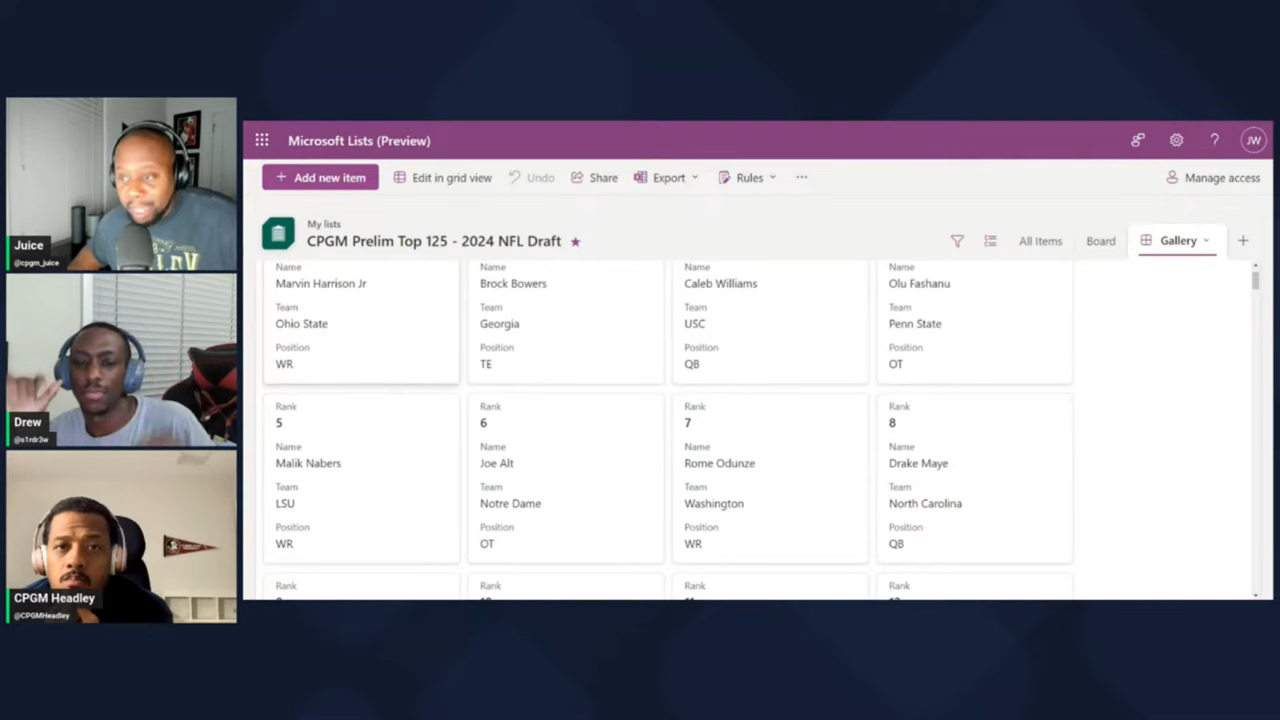 Juice
@cpgm_juice
Drew
@s1rdr3w
CPGM Headley
@CPGMHeadley
Microsoft Lists (Preview)
JW
+ Add new item
Edit in grid view
Undo
Share
Export
Rules
...
Manage access
My lists
CPGM Prelim Top 125 - 2024 NFL Draft ★
All Items
Board
Gallery
Name Name Name Name
Marvin Harrison Jr Brock Bowers Caleb Williams Olu Fashanu
Team Team Team Team
Ohio State Georgia USC Penn State
Position Position Position Position
WR TE QB OT
Rank Rank Rank Rank
5 6 7 8
Name Name Name Name
Malik Nabers Joe Alt Rome Odunze Drake Maye
Team Team Team Team
LSU Notre Dame Washington North Carolina
Position Position Position Position
WR OT WR QB
Rank Rank Rank Rank